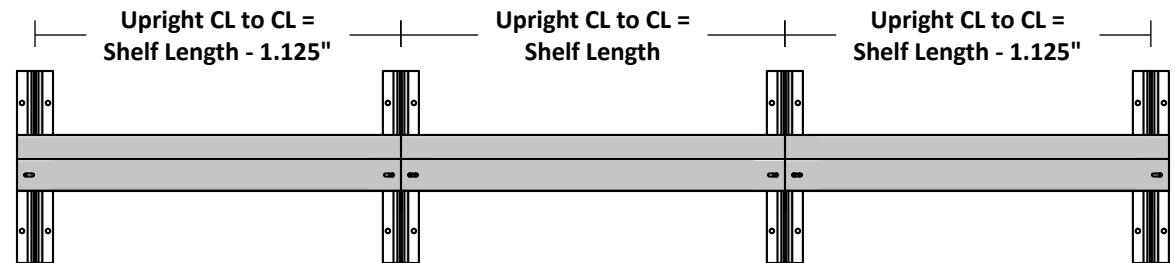 Upright CL to CL =
Shelf Length - 1.125"
Upright CL to CL =
Shelf Length
Upright CL to CL =
Shelf Length - 1.125"